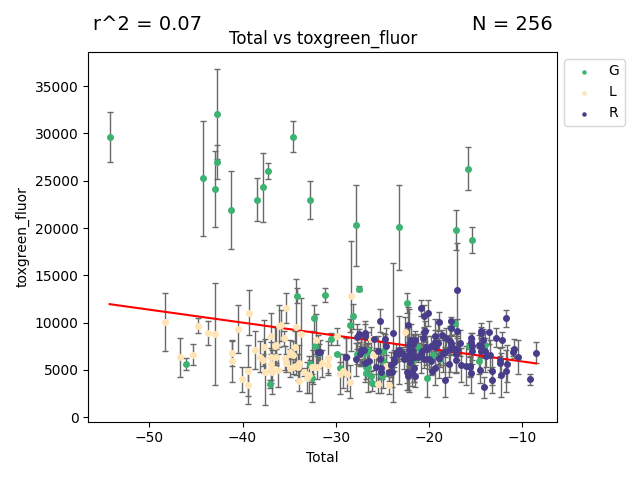 r^2 = 0.07
N = 256
Total vs toxgreen_fluor
G
L
R
35000
30000
25000
20000
15000
10000
5000
0
toxgreen_fluor
−50
−40
−30
−20
−10
Total